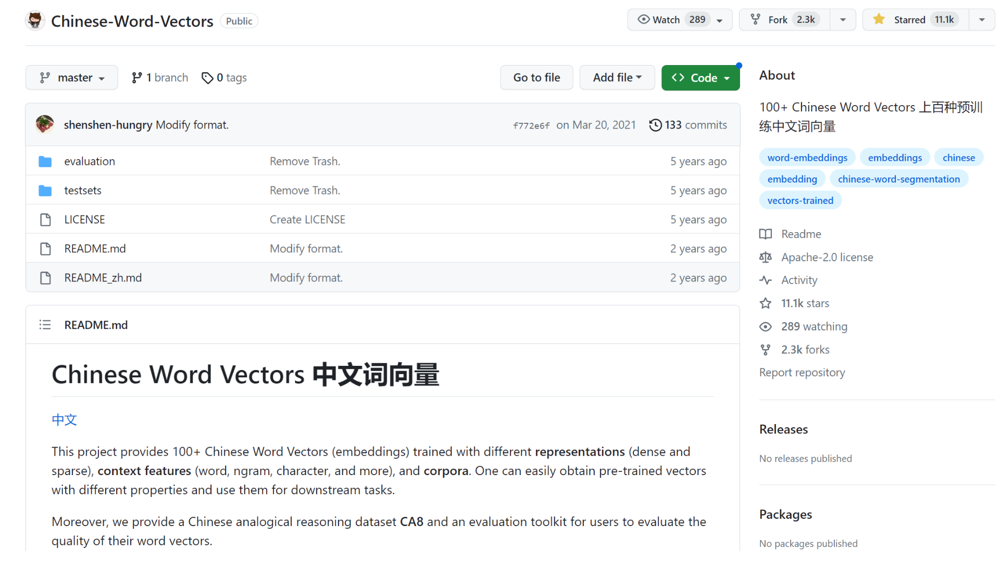 Chinese-Word-Vectors Public Watch 289 Fork 2.3k Starred 11.1k
master 1 branch 0 tags Go to file Add file Code
shenshen-hungry Modify format. f772e6f on Mar 20, 2021 133 commits
evaluation Remove Trash. 5 years ago
testsets Remove Trash. 5 years ago
LICENSE Create LICENSE 5 years ago
README.md Modify format. 2 years ago
README_zh.md Modify format. 2 years ago
README.md
Chinese Word Vectors 中文词向量
中文
This project provides 100+ Chinese Word Vectors (embeddings) trained with different representations (dense and
sparse), context features (word, ngram, character, and more), and corpora. One can easily obtain pre-trained vectors
with different properties and use them for downstream tasks.
Moreover, we provide a Chinese analogical reasoning dataset CA8 and an evaluation toolkit for users to evaluate the
quality of their word vectors.
About
100+ Chinese Word Vectors 上百种预训
练中文词向量
word-embeddings embeddings chinese
embedding chinese-word-segmentation
vectors-trained
Readme
Apache-2.0 license
Activity
11.1k stars
289 watching
2.3k forks
Report repository
Releases
No releases published
Packages
No packages published